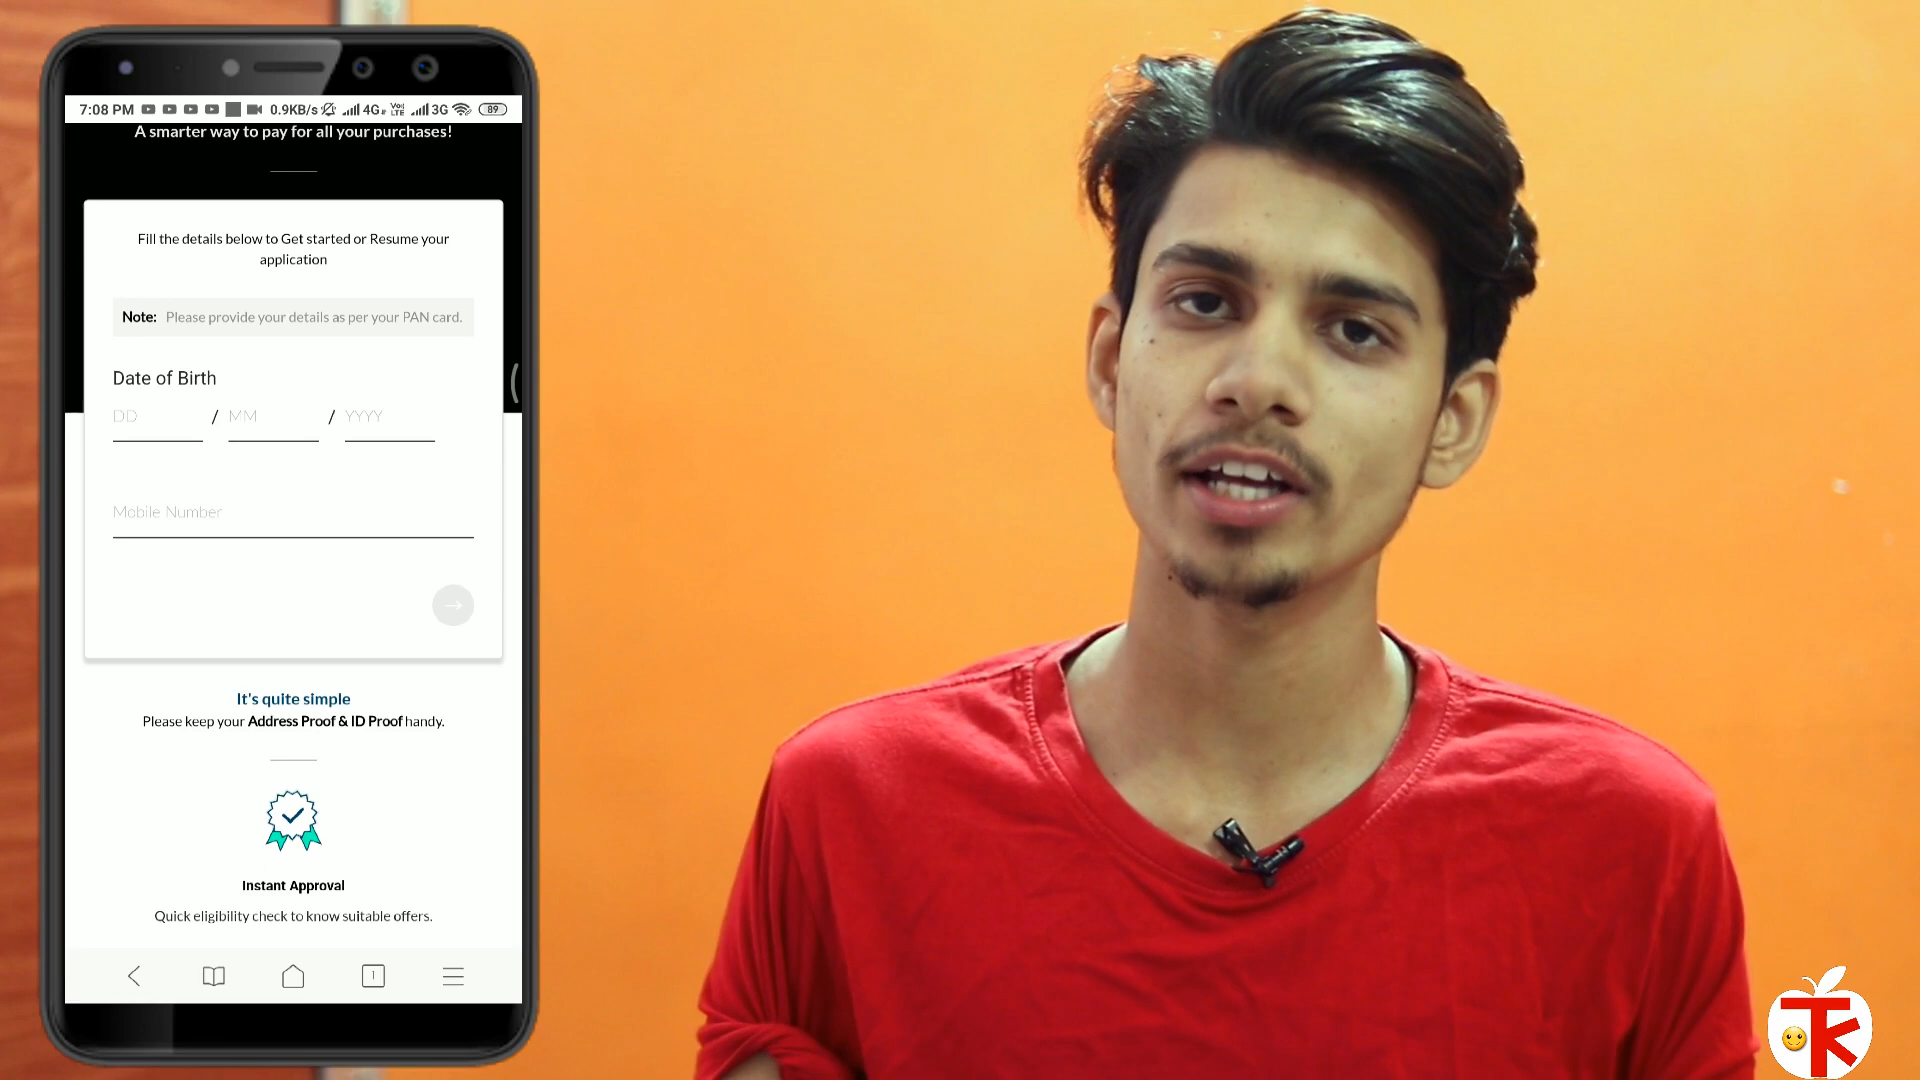 7:08 PM 0.9KB/s 4G VoLTE 3G 89
A smarter way to pay for all your purchases!
Fill the details below to Get started or Resume your
application
Note: Please provide your details as per your PAN card.
Date of Birth
DD / MM / YYYY
Mobile Number
→
It's quite simple
Please keep your Address Proof & ID Proof handy.
Instant Approval
Quick eligibility check to know suitable offers.
1
TK